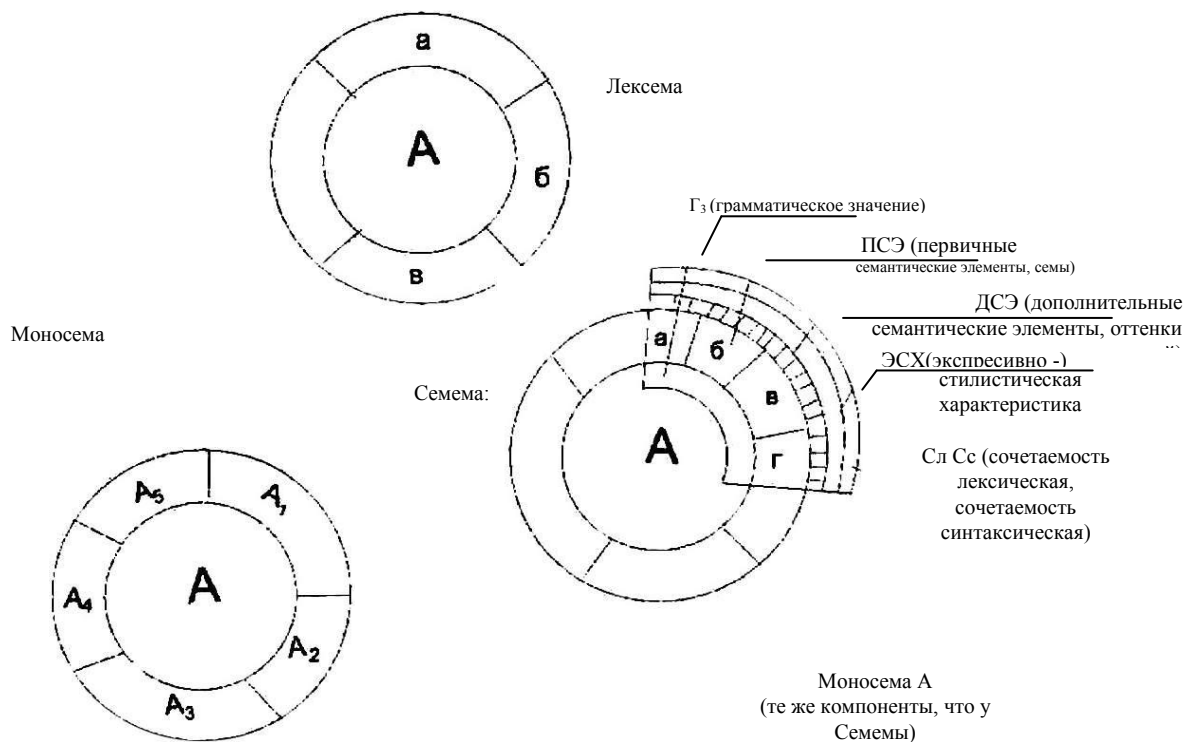 а
Лексема
А
б
Г₃ (грамматическое значение)
ПСЭ (первичные
семантические элементы, семы)
в
ДСЭ (дополнительные
семантические элементы, оттенки
Моносема
а
б
ЭСХ(экспресивно -)
стилистическая
характеристика
Семема:
в
А
г
Сл Сс (сочетаемость
лексическая,
сочетаемость
синтаксическая)
А₅
А₁
А
А₄
А₂
А₃
Моносема А
(те же компоненты, что у
Семемы)